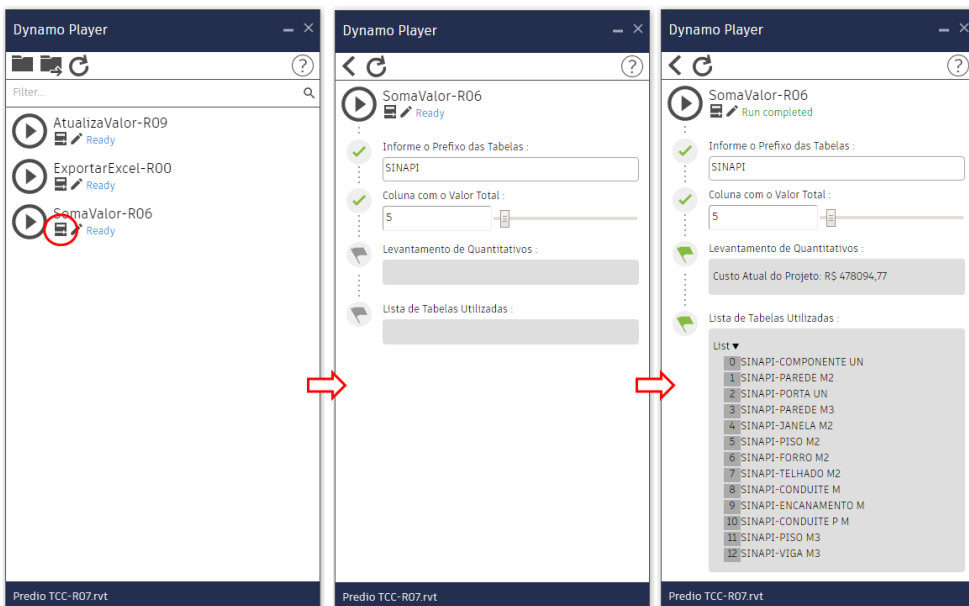 Dynamo Player
Filter...
AtualizaValor-R09
Ready
ExportarExcel-R00
Ready
SomaValor-R06
Ready
Predio TCC-R07.rvt
Dynamo Player
SomaValor-R06
Ready
Informe o Prefixo das Tabelas :
SINAPI
Coluna com o Valor Total :
5
Levantamento de Quantitativos :
Lista de Tabelas Utilizadas :
Predio TCC-R07.rvt
Dynamo Player
SomaValor-R06
Run completed
Informe o Prefixo das Tabelas :
SINAPI
Coluna com o Valor Total :
5
Levantamento de Quantitativos :
Custo Atual do Projeto: R$ 478094,77
Lista de Tabelas Utilizadas :
List ▼
0 SINAPI-COMPONENTE UN
1 SINAPI-PAREDE M2
2 SINAPI-PORTA UN
3 SINAPI-PAREDE M3
4 SINAPI-JANELA M2
5 SINAPI-PISO M2
6 SINAPI-FORRO M2
7 SINAPI-TELHADO M2
8 SINAPI-CONDUITE M
9 SINAPI-ENCANAMENTO M
10 SINAPI-CONDUITE P M
11 SINAPI-PISO M3
12 SINAPI-VIGA M3
Predio TCC-R07.rvt